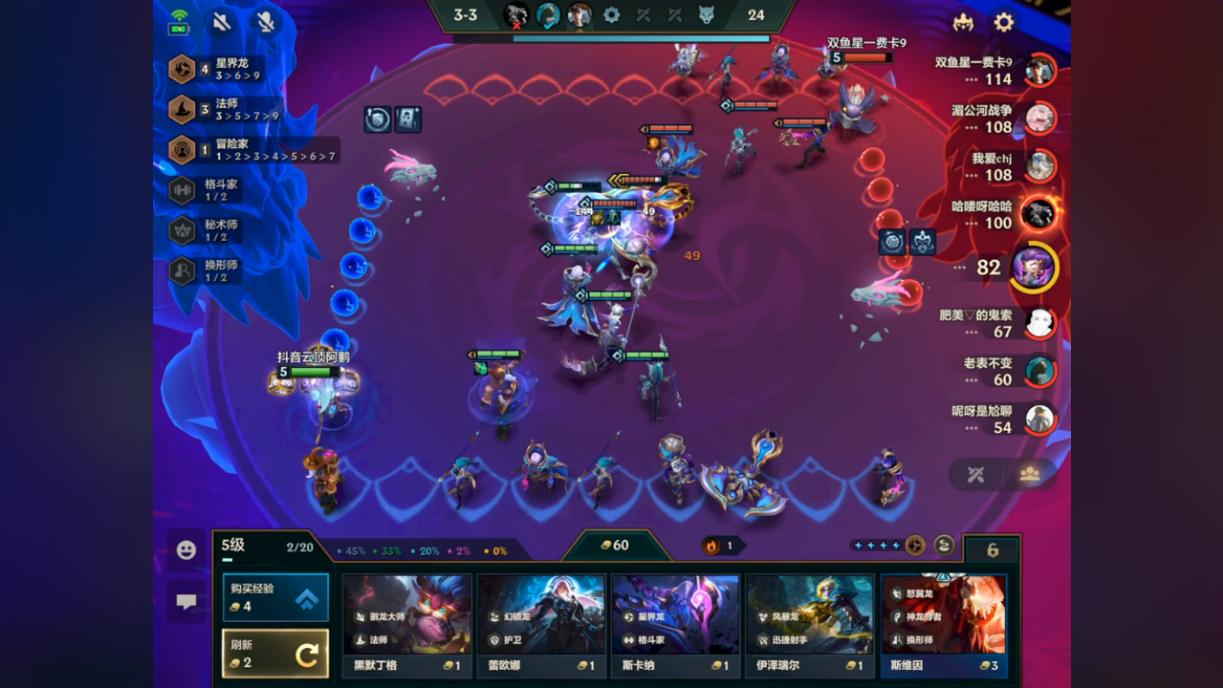 3-3
24
双鱼星一费卡9
5
4 星界龙
3 > 6 > 9
3 法师
3 > 5 > 7 > 9
1 冒险家
1 > 2 > 3 > 4 > 5 > 6 > 7
格斗家
1 / 2
秘术师
1 / 2
换形师
1 / 2
双鱼星一费卡9
114
湄公河战争
108
我爱chj
108
哈喽呀哈哈
100
82
肥美♡的鬼索
67
老表不变
60
呢呀是尬聊
54
-49
49
抖音云顶阿鹏
5
5级
2/20
45% 33% 20% 2% 0%
60
1
购买经验
4
刷新
2
御龙大师
法师
黑默丁格
1
幻镜龙
护卫
蕾欧娜
1
星界龙
格斗家
斯卡纳
1
风暴龙
迅捷射手
伊泽瑞尔
1
怒翼龙
神龙尊者
换形师
斯维因
3